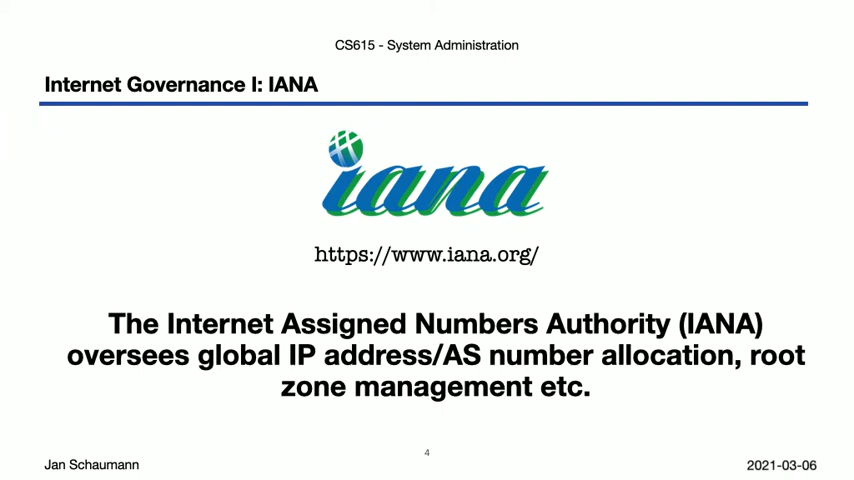 CS615 - System Administration
Internet Governance I: IANA
iana
https://www.iana.org/
The Internet Assigned Numbers Authority (IANA)
oversees global IP address/AS number allocation, root
zone management etc.
Jan Schaumann
4
2021-03-06